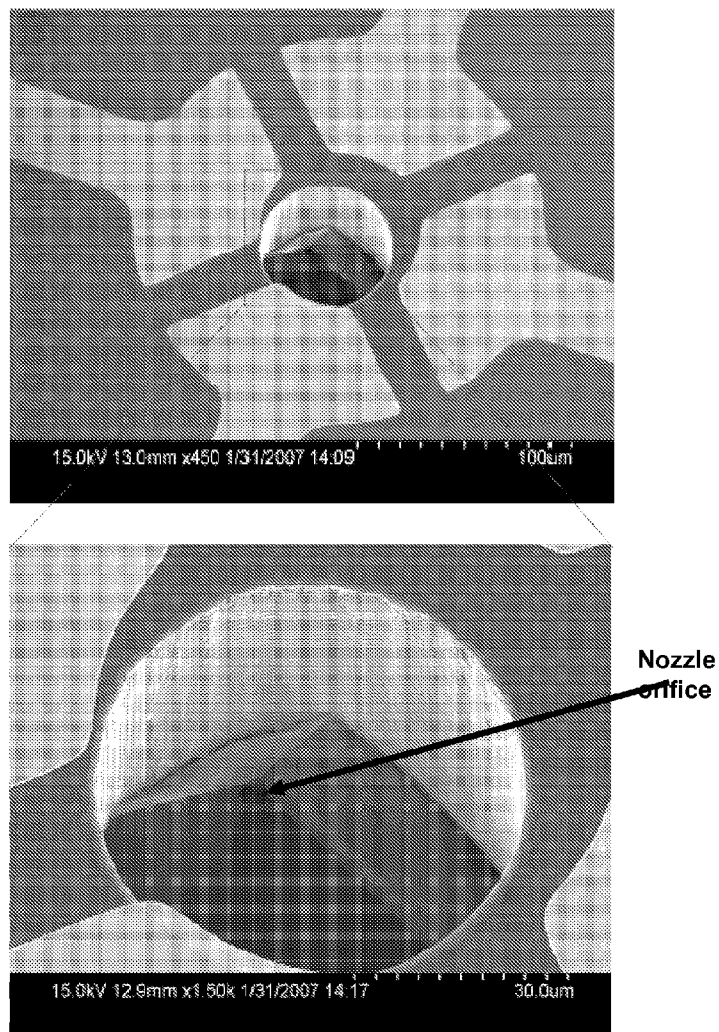 15.0kV 13.0mm x450 1/31/2007 14:09 100um
Nozzle
orifice
15.0kV 12.9mm x1.50k 1/31/2007 14:17 30.0um